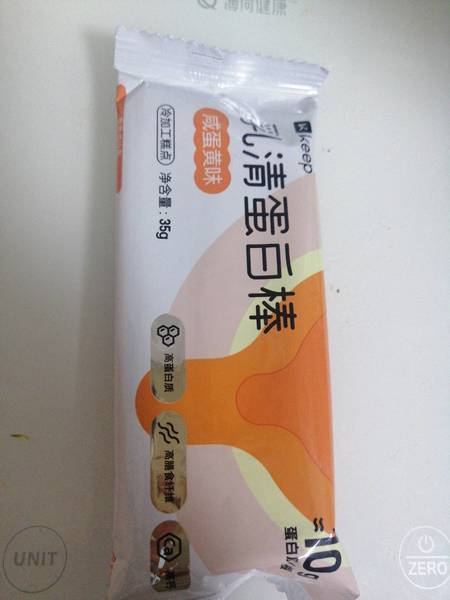 keep
乳清蛋白棒
咸蛋黄味
冷加工糕点
净含量:35g
高蛋白质
高膳食纤维
Ca
≈10g
蛋白
UNIT
ZERO